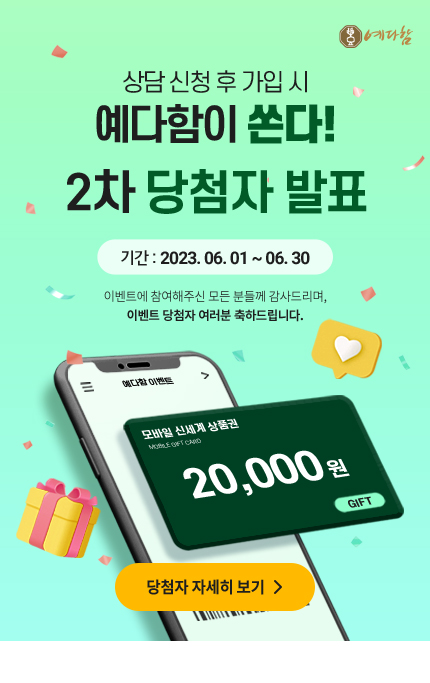 예다함
상담 신청 후 가입 시
예다함이 쏜다!
2차 당첨자 발표
기간 : 2023. 06. 01 ~ 06. 30
이벤트에 참여해주신 모든 분들께 감사드리며,
이벤트 당첨자 여러분 축하드립니다.
예다함 이벤트
모바일 신세계 상품권
MOBILE GIFT CARD
20,000원
GIFT
당첨자 자세히 보기 >